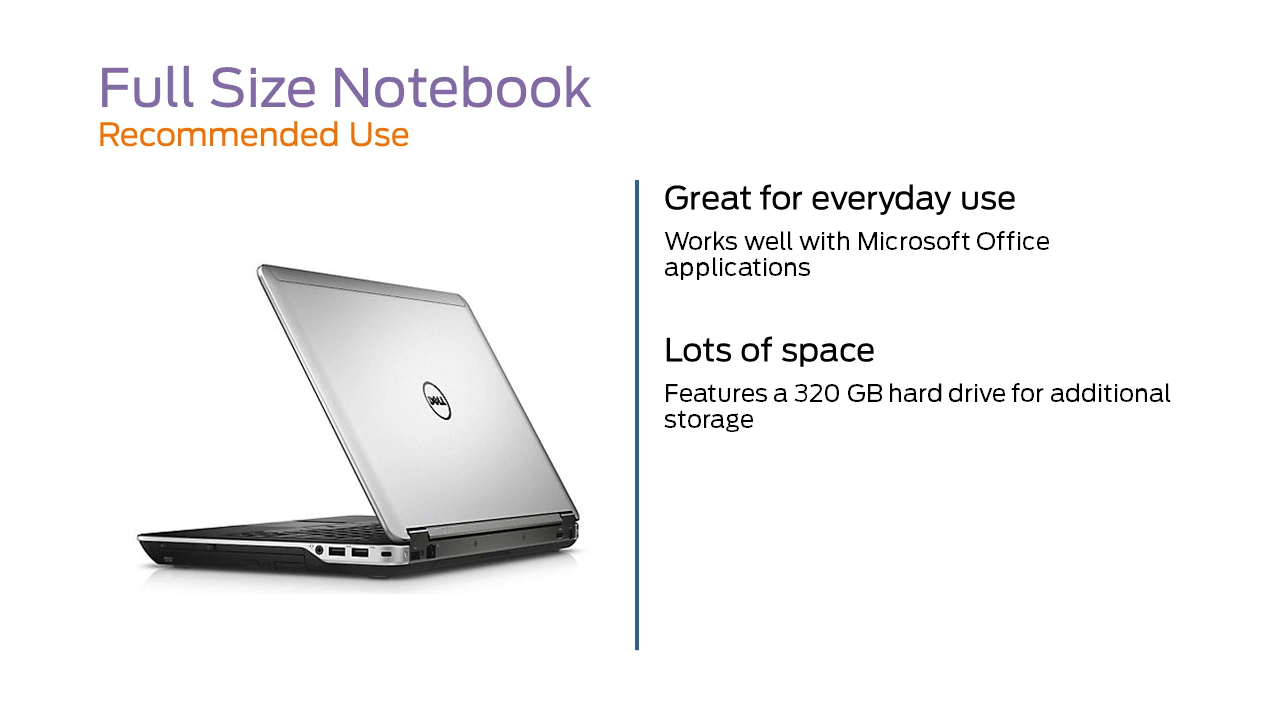 Full Size Notebook
Recommended Use
Great for everyday use
Works well with Microsoft Office
applications
Lots of space
Features a 320 GB hard drive for additional
storage
DELL